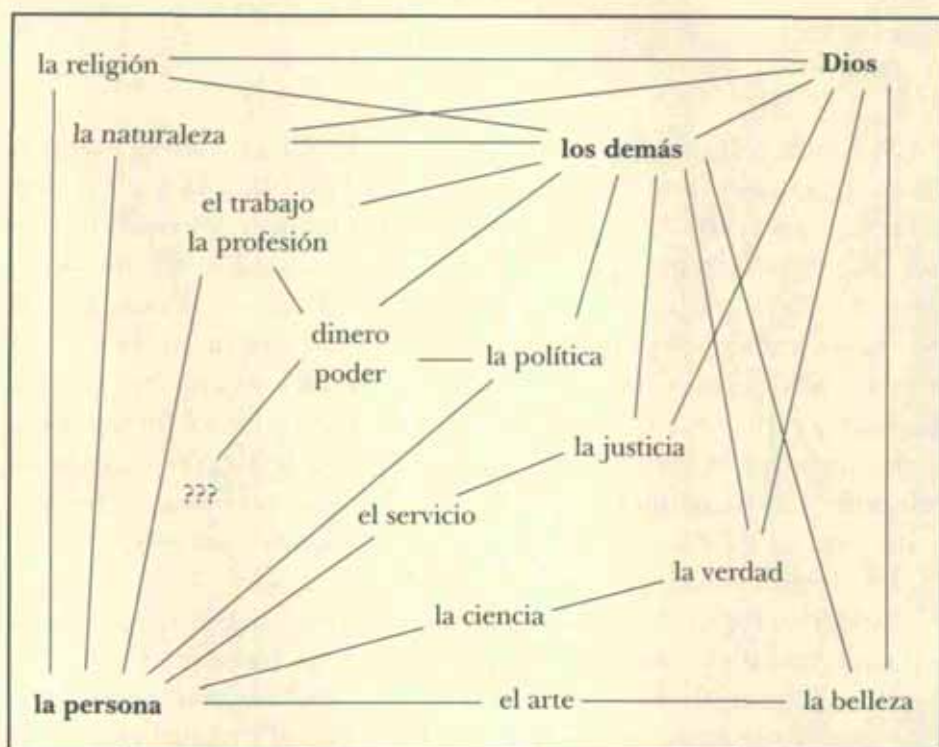 la religión
Dios
la naturaleza
los demás
el trabajo
la profesión
dinero
poder
la política
la justicia
???
el servicio
la verdad
la ciencia
la persona
el arte
la belleza